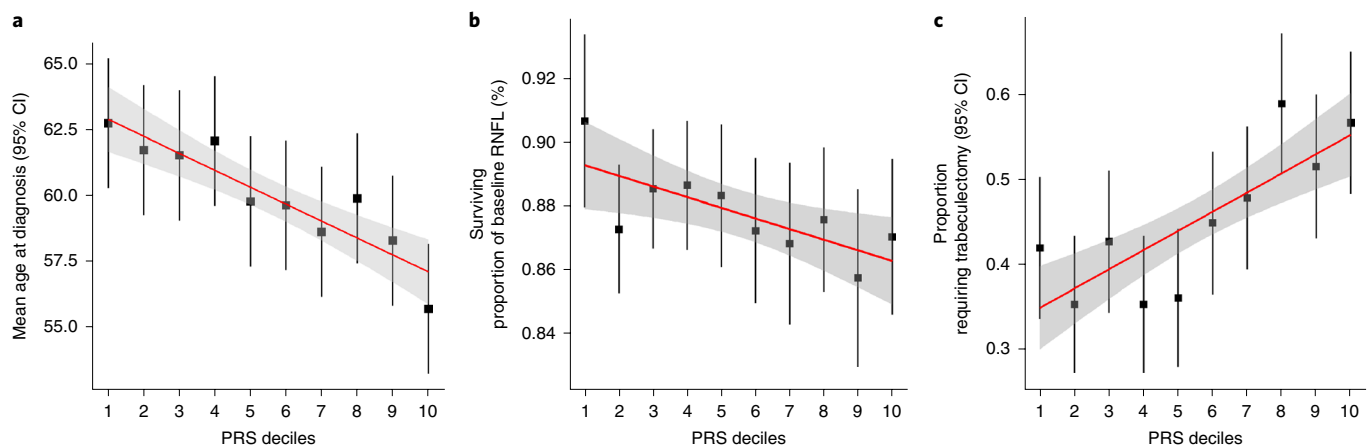 a
Mean age at diagnosis (95% CI)
65.0
62.5
60.0
57.5
55.0
1 2 3 4 5 6 7 8 9 10
PRS deciles
b
Surviving
proportion of baseline RNFL (%)
0.92
0.90
0.88
0.86
0.84
1 2 3 4 5 6 7 8 9 10
PRS deciles
c
Proportion
requiring trabeculectomy (95% CI)
0.6
0.5
0.4
0.3
1 2 3 4 5 6 7 8 9 10
PRS deciles